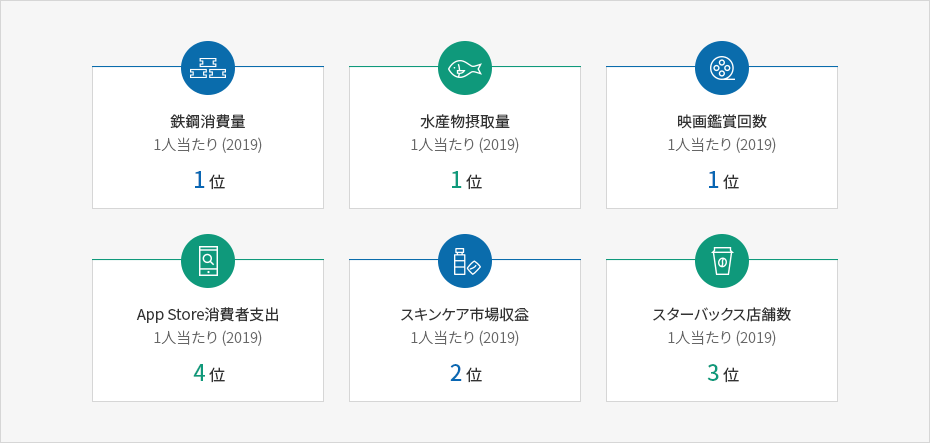 鉄鋼消費量
1人当たり (2019)
1 位
水産物摂取量
1人当たり (2019)
1 位
映画鑑賞回数
1人当たり (2019)
1 位
App Store消費者支出
1人当たり (2019)
4 位
スキンケア市場収益
1人当たり (2019)
2 位
スターバックス店舗数
1人当たり (2019)
3 位